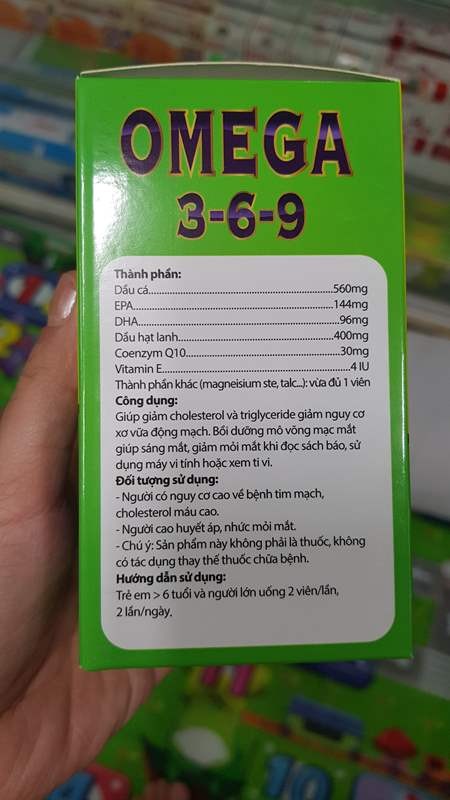 OMEGA
3-6-9
Thành phần:
Dầu cá..........................................................560mg
EPA..............................................................144mg
DHA...............................................................96mg
Dầu hạt lanh................................................400mg
Coenzym Q10................................................30mg
Vitamin E.........................................................4 IU
Thành phần khác (magneisium ste, talc...): vừa đủ 1 viên
Công dụng:
Giúp giảm cholesterol và triglyceride giảm nguy cơ
xơ vữa động mạch. Bồi dưỡng mô võng mạc mắt
giúp sáng mắt, giảm mỏi mắt khi đọc sách báo, sử
dụng máy vi tính hoặc xem ti vi.
Đối tượng sử dụng:
- Người có nguy cơ cao về bệnh tim mạch,
cholesterol máu cao.
- Người cao huyết áp, nhức mỏi mắt.
- Chú ý: Sản phẩm này không phải là thuốc, không
có tác dụng thay thế thuốc chữa bệnh.
Hướng dẫn sử dụng:
Trẻ em > 6 tuổi và người lớn uống 2 viên/lần,
2 lần/ngày.
10